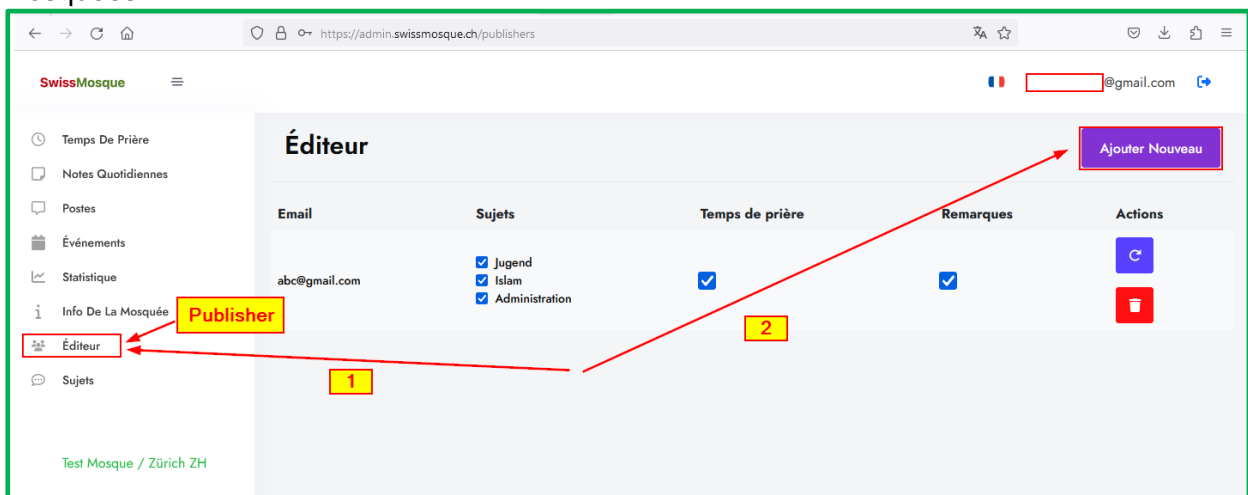 https://admin.swissmosque.ch/publishers
SwissMosque
@gmail.com
Temps De Prière
Notes Quotidiennes
Postes
Événements
Statistique
Info De La Mosquée
Éditeur
Sujets
Test Mosque / Zürich ZH
Publisher
1
2
Éditeur
Ajouter Nouveau
Email Sujets Temps de prière Remarques Actions
abc@gmail.com
Jugend
Islam
Administration